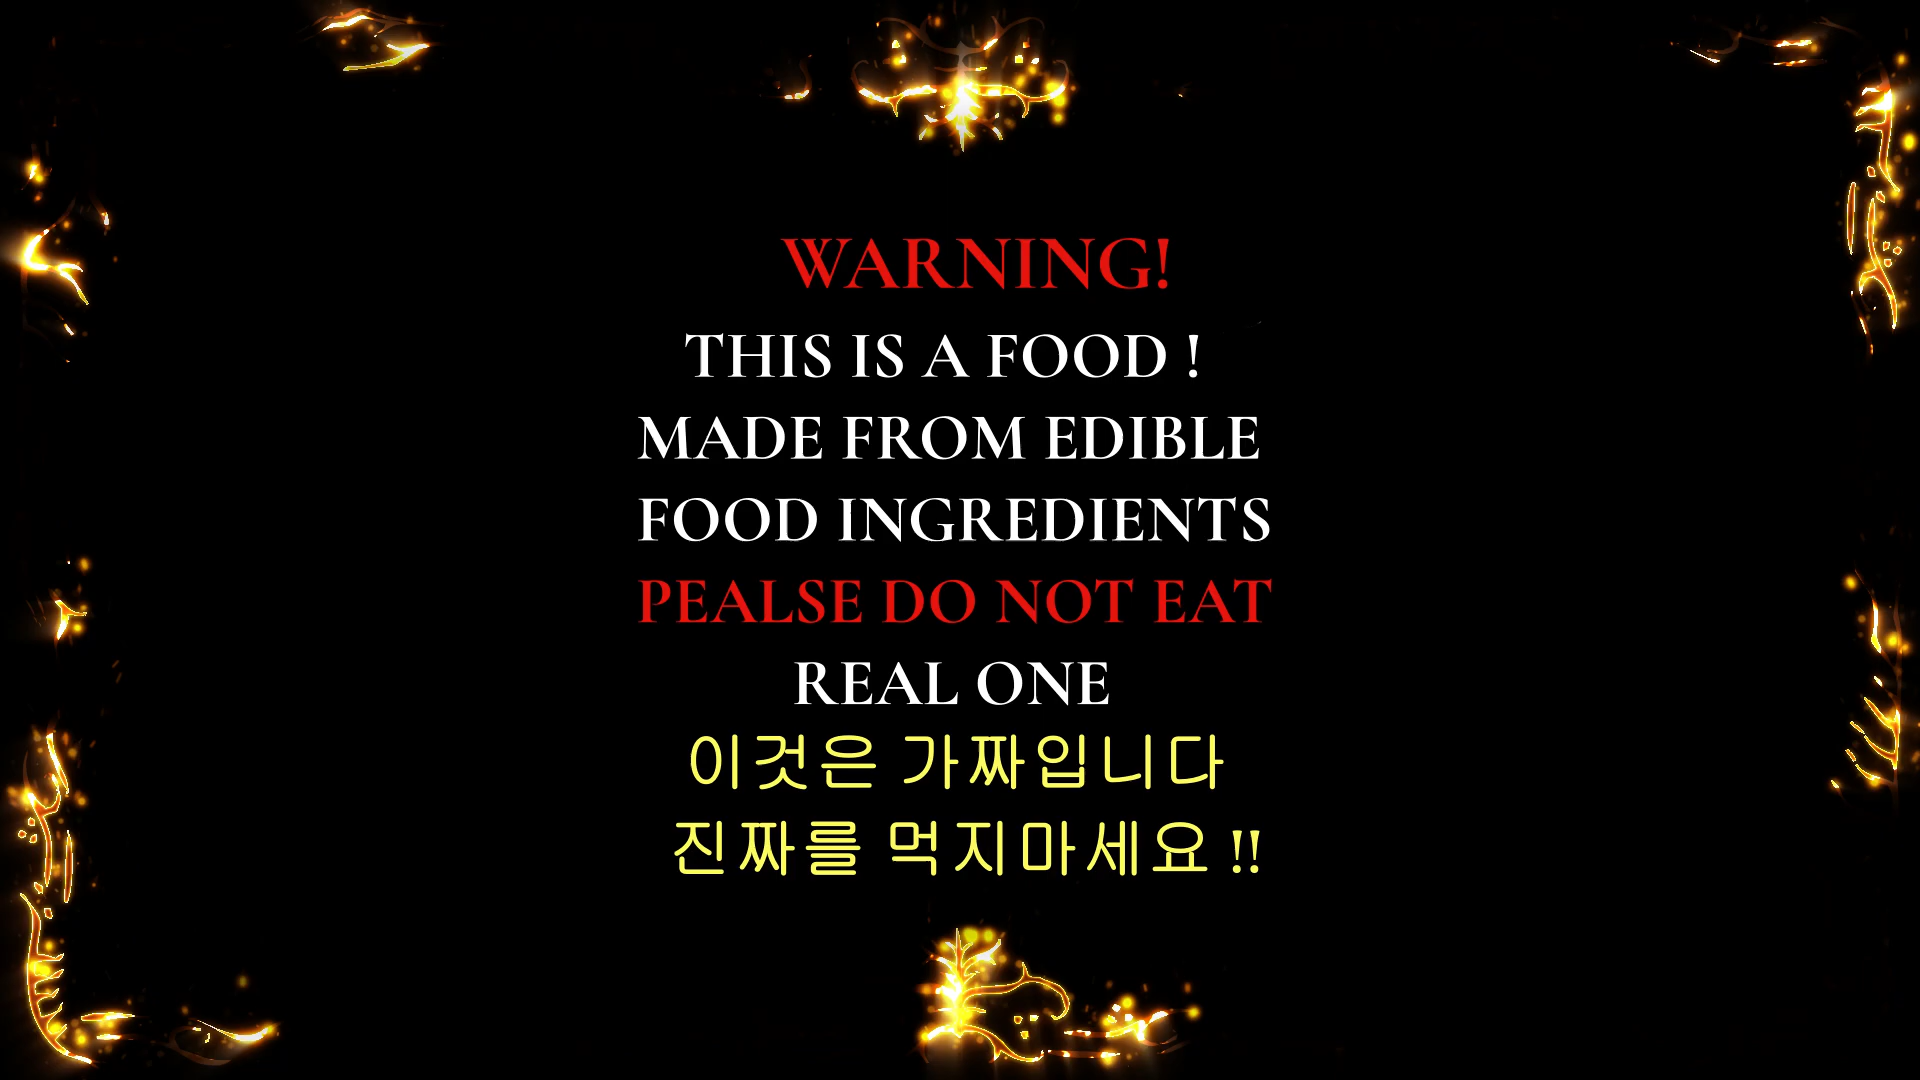 WARNING!
THIS IS A FOOD !
MADE FROM EDIBLE
FOOD INGREDIENTS
PEALSE DO NOT EAT
REAL ONE
이것은 가짜입니다
진짜를 먹지마세요 !!